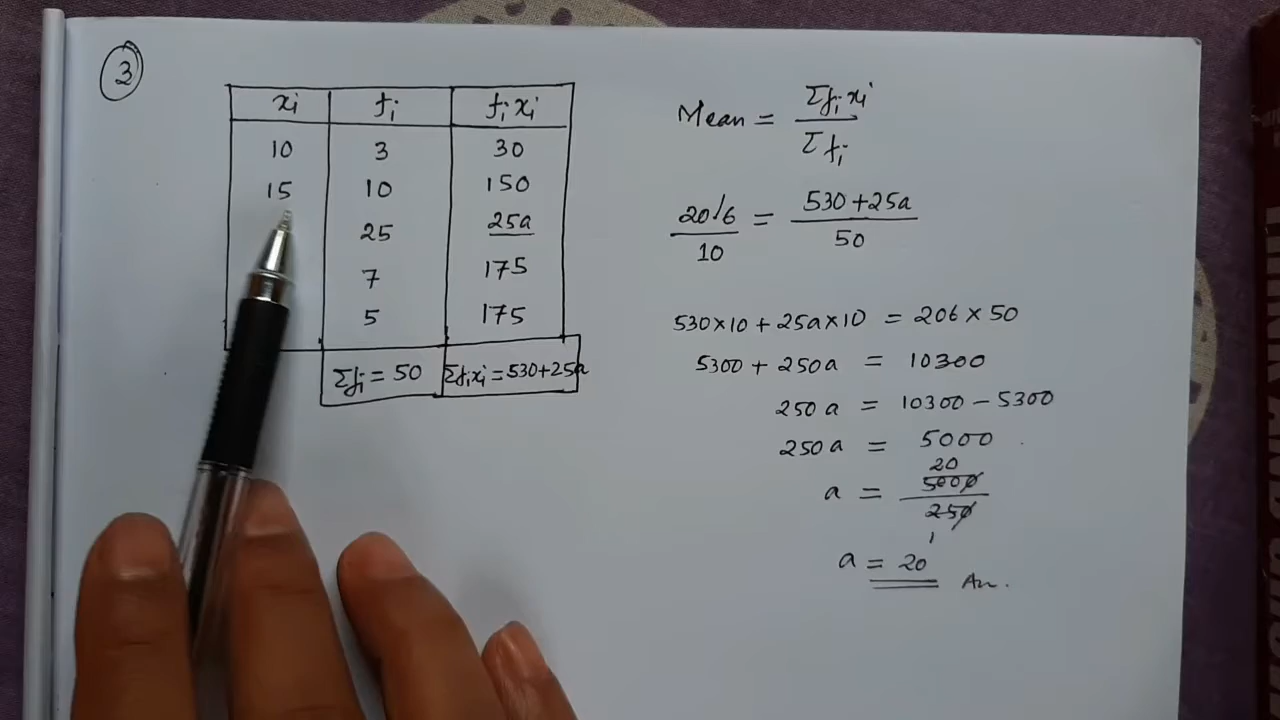 3
xi fi fixi
10 3 30
15 10 150
25 25a
7 175
5 175
Σfi = 50 Σfixi = 530+25a
Mean = Σfixi / Σfi
20/6 / 10 = 530+25a / 50
530×10 + 25a×10 = 206×50
5300 + 250a = 10300
250a = 10300 - 5300
250a = 5000
20
a = 5000 / 250
1
a = 20 An.